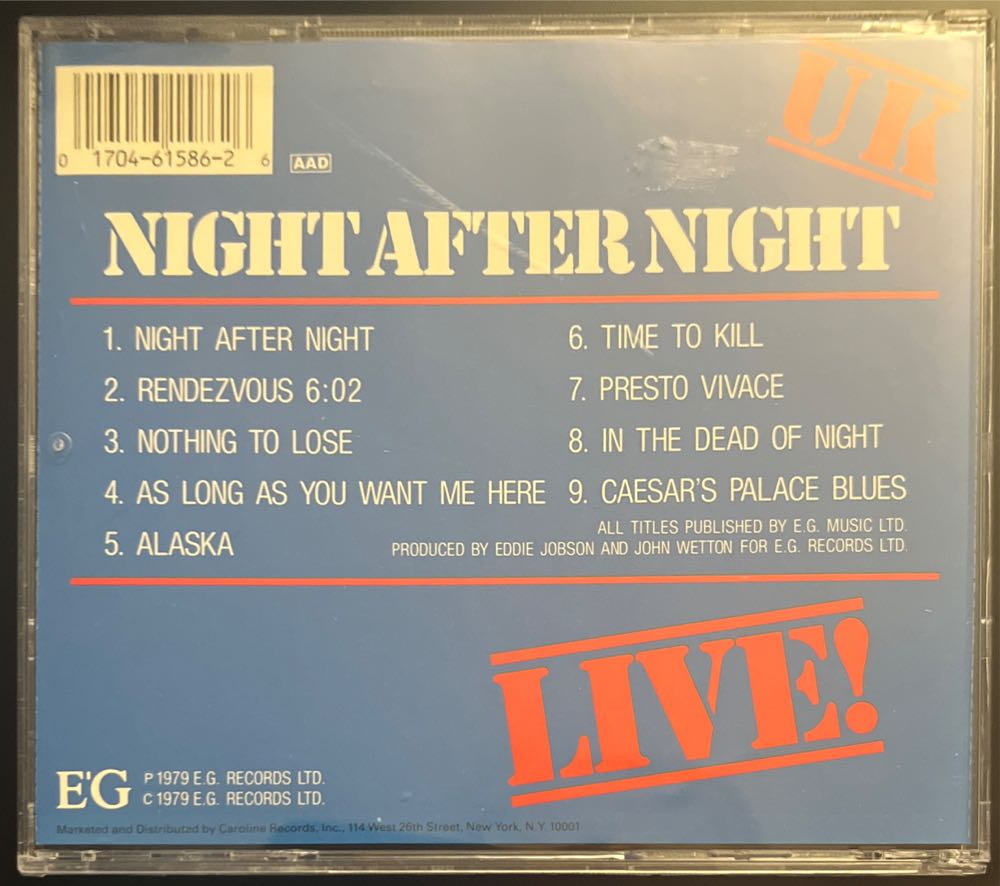 UK
0 1704-61586-2 6
AAD
NIGHT AFTER NIGHT
1. NIGHT AFTER NIGHT
2. RENDEZVOUS 6:02
3. NOTHING TO LOSE
4. AS LONG AS YOU WANT ME HERE
5. ALASKA
6. TIME TO KILL
7. PRESTO VIVACE
8. IN THE DEAD OF NIGHT
9. CAESAR'S PALACE BLUES
ALL TITLES PUBLISHED BY E.G. MUSIC LTD.
PRODUCED BY EDDIE JOBSON AND JOHN WETTON FOR E.G. RECORDS LTD.
LIVE!
E'G
P 1979 E.G. RECORDS LTD.
C 1979 E.G. RECORDS LTD.
Marketed and Distributed by Caroline Records, Inc., 114 West 26th Street, New York, N.Y. 10001